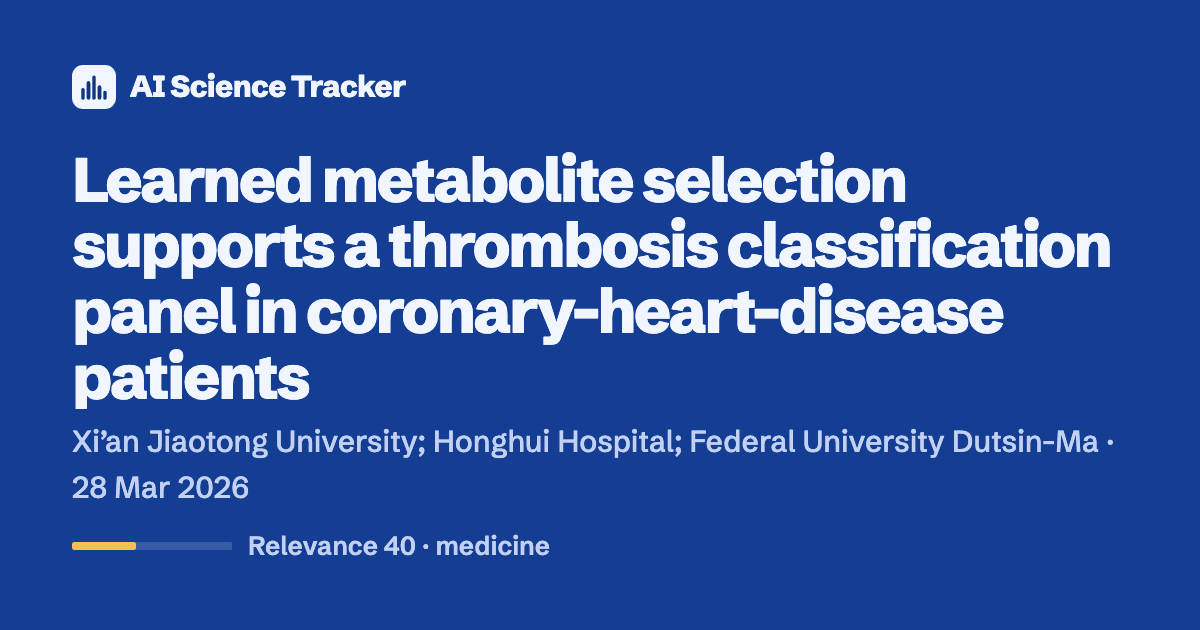 AI Science Tracker
Learned metabolite selection
supports a thrombosis classification
panel in coronary-heart-disease
patients
Xi’an Jiaotong University; Honghui Hospital; Federal University Dutsin-Ma ·
28 Mar 2026
Relevance 40 · medicine